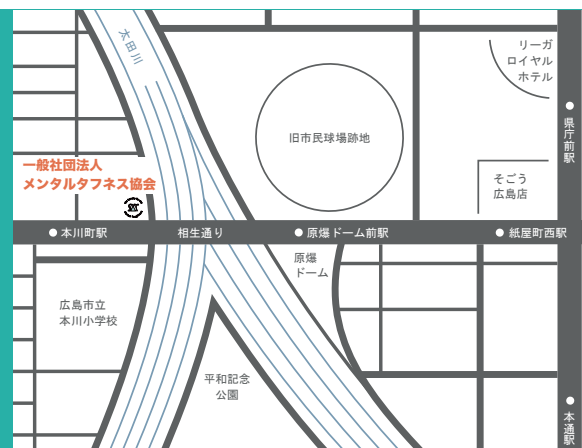 太田川
リーガ
ロイヤル
ホテル
県庁前駅
旧市民球場跡地
一般社団法人
メンタルタフネス協会
そごう
広島店
本川町駅
相生通り
原爆ドーム前駅
紙屋町西駅
原爆
ドーム
広島市立
本川小学校
平和記念
公園
本通駅